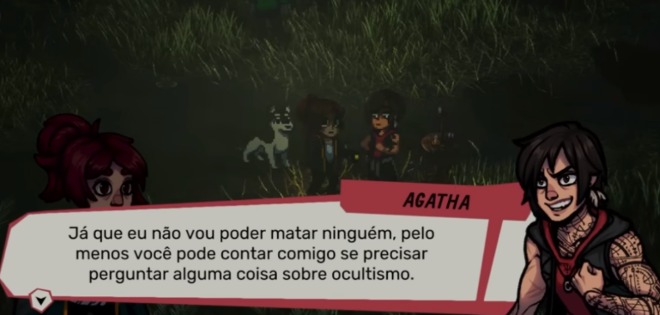 AGATHA
Já que eu não vou poder matar ninguém, pelo
menos você pode contar comigo se precisar
perguntar alguma coisa sobre ocultismo.